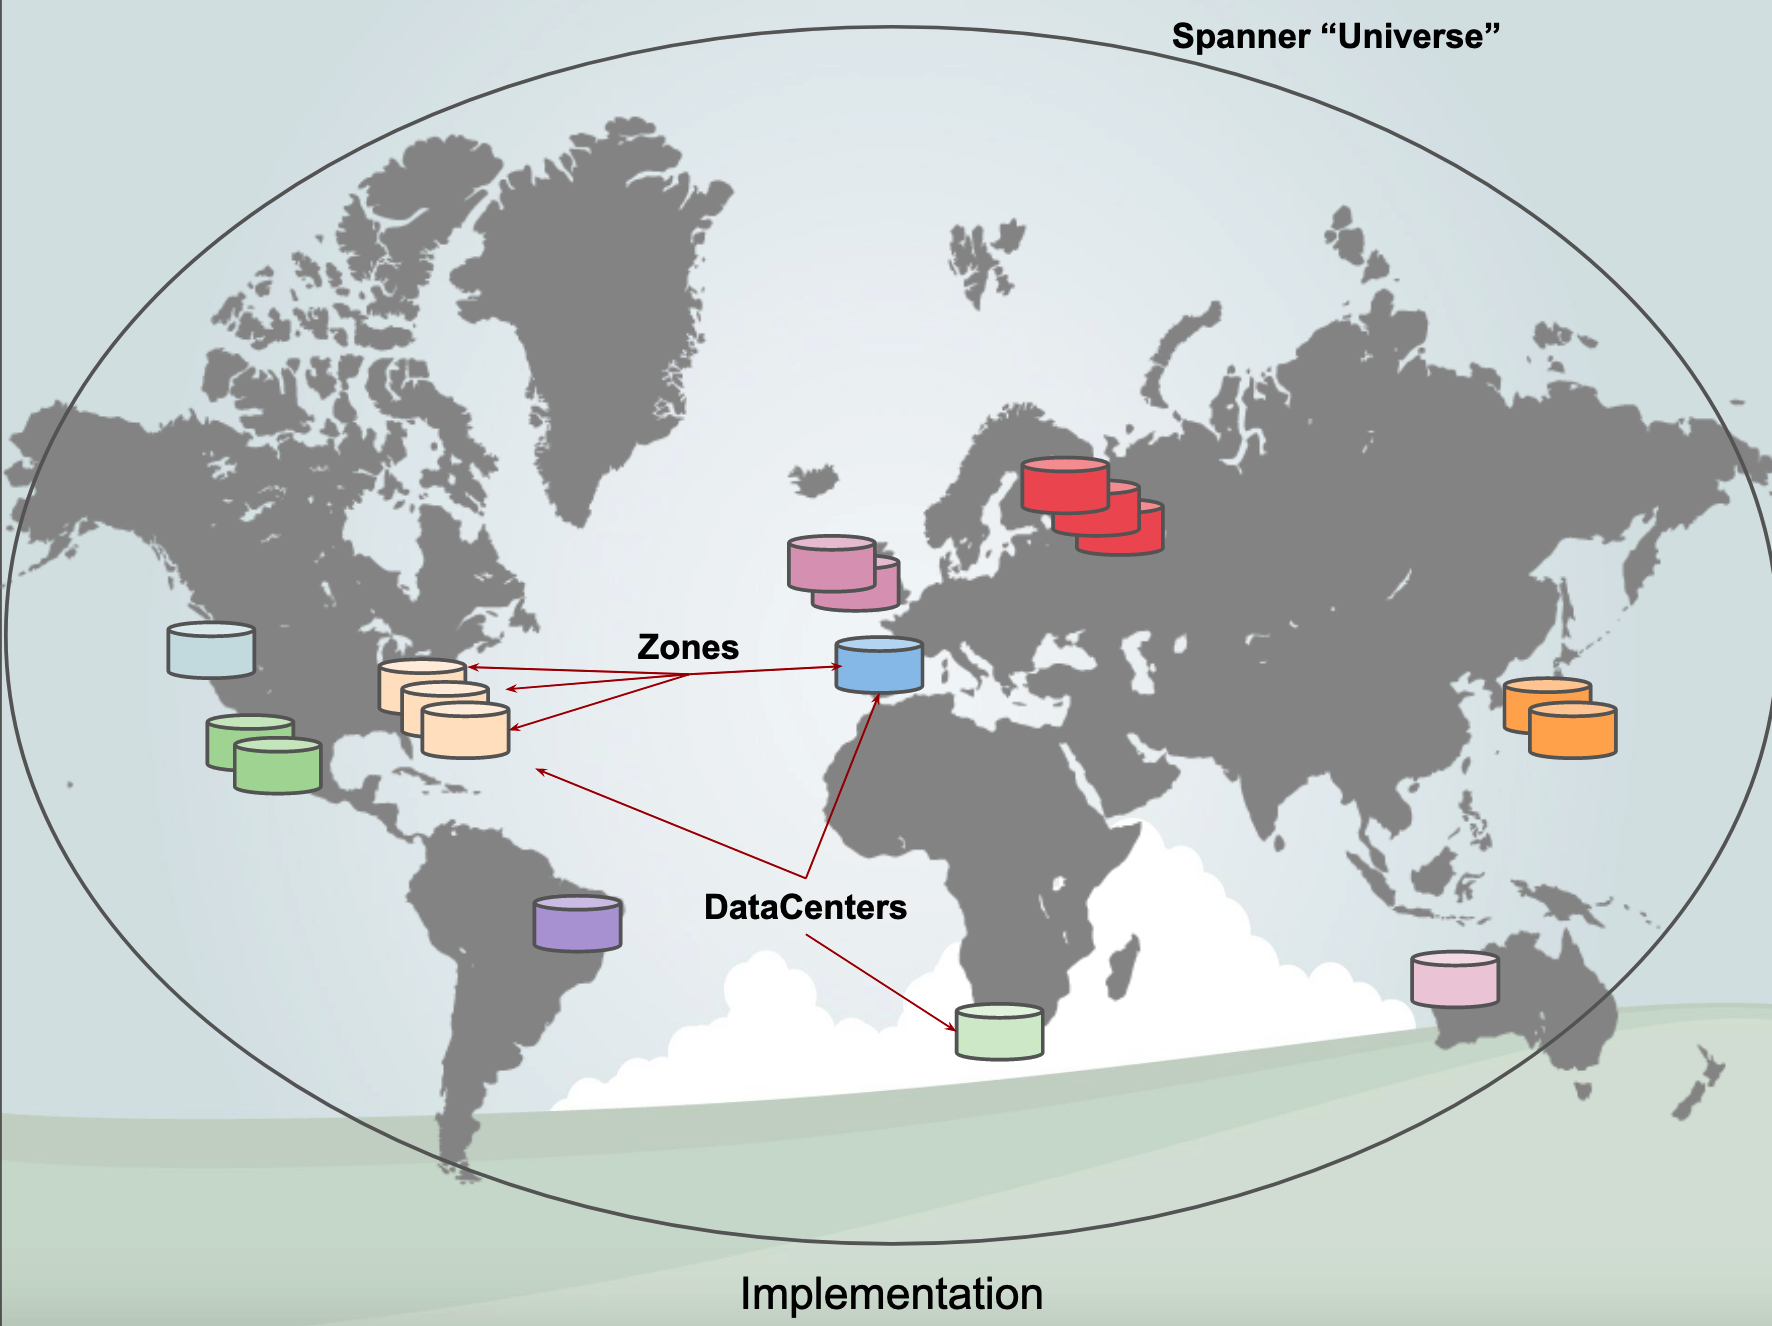 Spanner “Universe”
Zones
DataCenters
Implementation